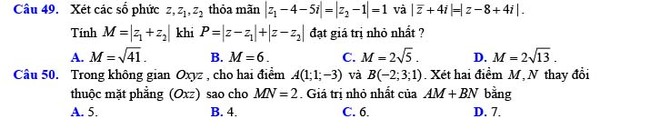 Câu 49. Xét các số phức z, z₁, z₂ thỏa mãn |z₁ − 4 − 5i| = |z₂ − 1| = 1 và |z̅ + 4i| = |z − 8 + 4i|.
Tính M = |z₁ + z₂| khi P = |z − z₁| + |z − z₂| đạt giá trị nhỏ nhất ?
A. M = √41. B. M = 6. C. M = 2√5. D. M = 2√13.
Câu 50. Trong không gian Oxyz, cho hai điểm A(1;1;−3) và B(−2;3;1). Xét hai điểm M, N thay đổi
thuộc mặt phẳng (Oxz) sao cho MN = 2. Giá trị nhỏ nhất của AM + BN bằng
A. 5. B. 4. C. 6. D. 7.